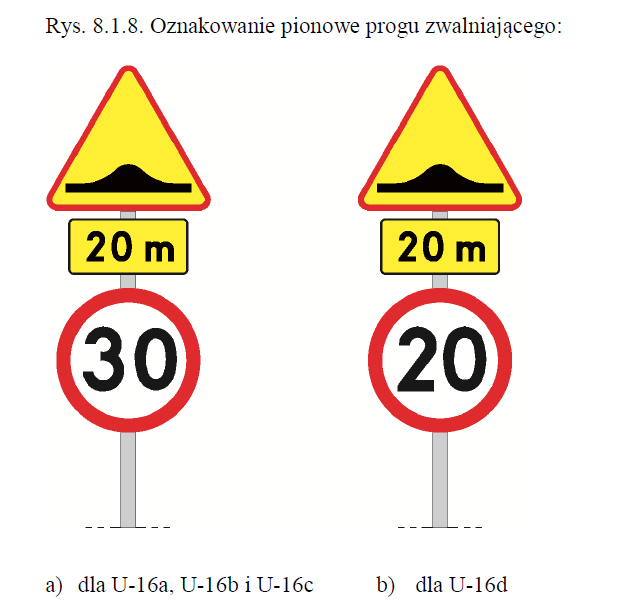 Rys. 8.1.8. Oznakowanie pionowe progu zwalniającego:
20 m
20 m
30
20
a) dla U-16a, U-16b i U-16c
b) dla U-16d